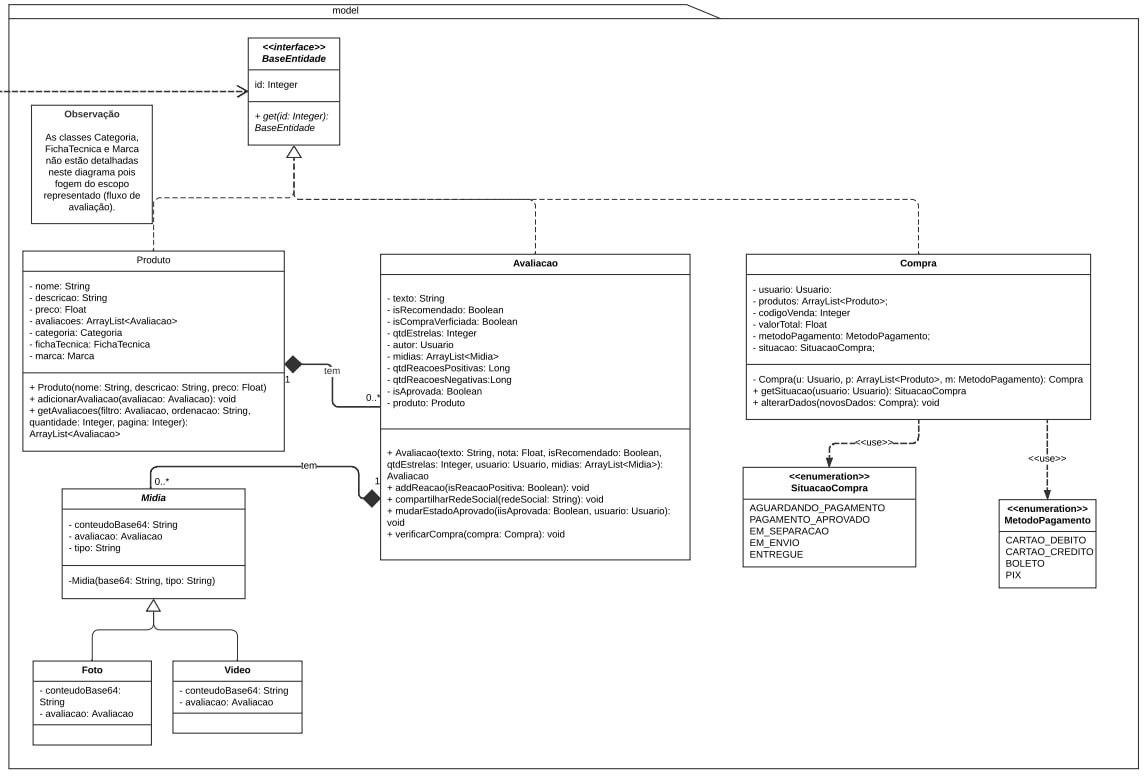 model
<<interface>>
BaseEntidade
id: Integer
+ get(id: Integer):
BaseEntidade
Observação
As classes Categoria,
FichaTecnica e Marca
não estão detalhadas
neste diagrama pois
fogem do escopo
representado (fluxo de
avaliação).
Produto
- nome: String
- descricao: String
- preco: Float
- avaliacoes: ArrayList<Avaliacao>
- categoria: Categoria
- fichaTecnica: FichaTecnica
- marca: Marca
+ Produto(nome: String, descricao: String, preco: Float)
+ adicionarAvaliacao(avaliacao: Avaliacao): void
+ getAvaliacoes(filtro: Avaliacao, ordenacao: String,
quantidade: Integer, pagina: Integer):
ArrayList<Avaliacao>
1
tem
0..*
Avaliacao
- texto: String
- isRecomendado: Boolean
- isCompraVerficiada: Boolean
- qtdEstrelas: Integer
- autor: Usuario
- midias: ArrayList<Midia>
- qtdReacoesPositivas: Long
- qtdReacoesNegativas:Long
- isAprovada: Boolean
- produto: Produto
+ Avaliacao(texto: String, nota: Float, isRecomendado: Boolean,
qtdEstrelas: Integer, usuario: Usuario, midias: ArrayList<Midia>):
Avaliacao
+ addReacao(isReacaoPositiva: Boolean): void
+ compartilharRedeSocial(redeSocial: String): void
+ mudarEstadoAprovado(iisAprovada: Boolean, usuario: Usuario):
void
+ verificarCompra(compra: Compra): void
Compra
- usuario: Usuario:
- produtos: ArrayList<Produto>;
- codigoVenda: Integer
- valorTotal: Float
- metodoPagamento: MetodoPagamento;
- situacao: SituacaoCompra;
- Compra(u: Usuario, p: ArrayList<Produto>, m: MetodoPagamento): Compra
+ getSituacao(usuario: Usuario): SituacaoCompra
+ alterarDados(novosDados: Compra): void
<<use>>
<<use>>
<<enumeration>>
SituacaoCompra
AGUARDANDO_PAGAMENTO
PAGAMENTO_APROVADO
EM_SEPARACAO
EM_ENVIO
ENTREGUE
<<enumeration>>
MetodoPagamento
CARTAO_DEBITO
CARTAO_CREDITO
BOLETO
PIX
tem
0..*
1
Midia
- conteudoBase64: String
- avaliacao: Avaliacao
- tipo: String
-Midia(base64: String, tipo: String)
Foto
- conteudoBase64:
String
- avaliacao: Avaliacao
Video
- conteudoBase64: String
- avaliacao: Avaliacao